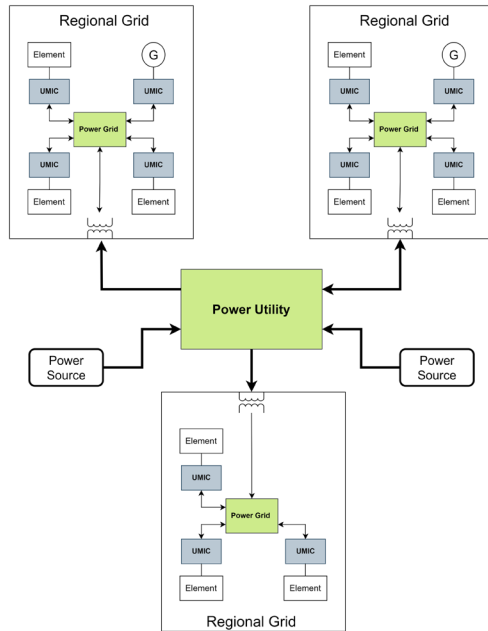 Regional Grid
Element
G
UMIC
UMIC
Power Grid
UMIC
UMIC
Element
Element
Regional Grid
Element
G
UMIC
UMIC
Power Grid
UMIC
UMIC
Element
Element
Power Utility
Power
Source
Power
Source
Element
UMIC
Power Grid
UMIC
UMIC
Element
Element
Regional Grid